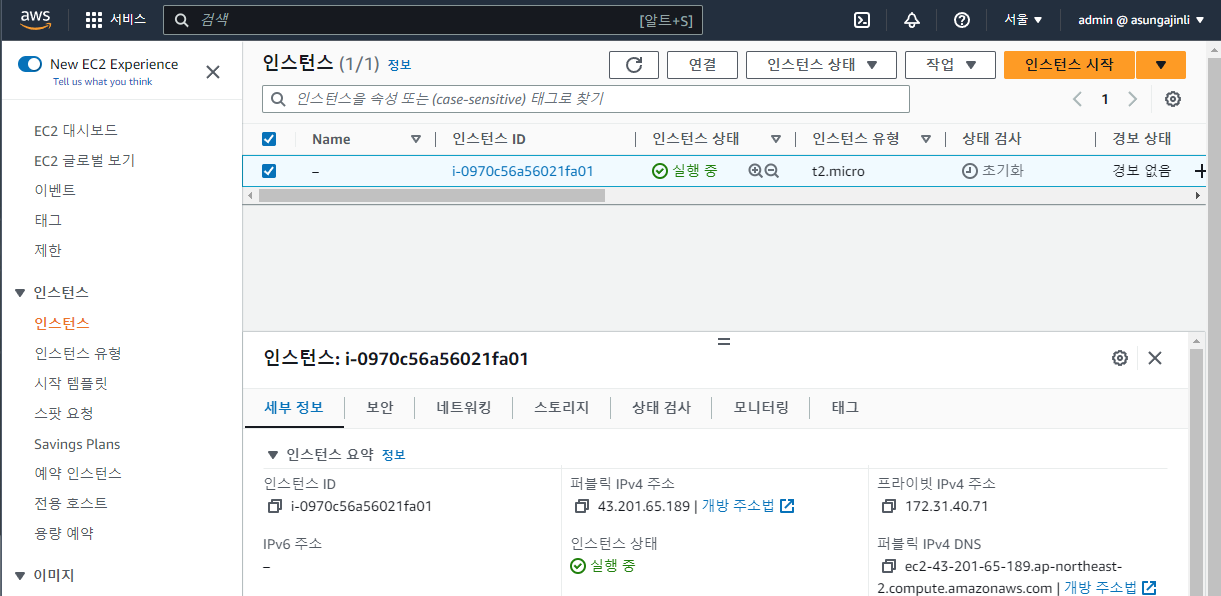 aws 서비스 검색 [알트+S] 서울 ▼ admin @ asungajinli ▼
New EC2 Experience
Tell us what you think
EC2 대시보드
EC2 글로벌 보기
이벤트
태그
제한
▼ 인스턴스
인스턴스
인스턴스 유형
시작 템플릿
스팟 요청
Savings Plans
예약 인스턴스
전용 호스트
용량 예약
▼ 이미지
인스턴스 (1/1) 정보
연결 인스턴스 상태 ▼ 작업 ▼ 인스턴스 시작 ▼
인스턴스을 속성 또는 (case-sensitive) 태그로 찾기
1
Name 인스턴스 ID 인스턴스 상태 인스턴스 유형 상태 검사 경보 상태
– i-0970c56a56021fa01 실행 중 t2.micro 초기화 경보 없음
인스턴스: i-0970c56a56021fa01
세부 정보 보안 네트워킹 스토리지 상태 검사 모니터링 태그
▼ 인스턴스 요약 정보
인스턴스 ID
i-0970c56a56021fa01
퍼블릭 IPv4 주소
43.201.65.189 | 개방 주소법
프라이빗 IPv4 주소
172.31.40.71
IPv6 주소
–
인스턴스 상태
실행 중
퍼블릭 IPv4 DNS
ec2-43-201-65-189.ap-northeast-
2.compute.amazonaws.com | 개방 주소법